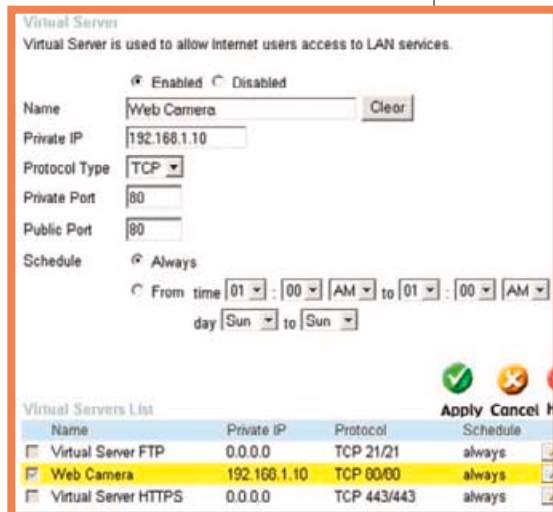 Virtual Server
Virtual Server is used to allow Internet users access to LAN services.
Enabled Disabled
Name Web Camera Clear
Private IP 192.168.1.10
Protocol Type TCP
Private Port 80
Public Port 80
Schedule Always
From time 01 : 00 AM to 01 : 00 AM
day Sun to Sun
Apply Cancel
Virtual Servers List
Name Private IP Protocol Schedule
Virtual Server FTP 0.0.0.0 TCP 21/21 always
Web Camera 192.168.1.10 TCP 80/80 always
Virtual Server HTTPS 0.0.0.0 TCP 443/443 always